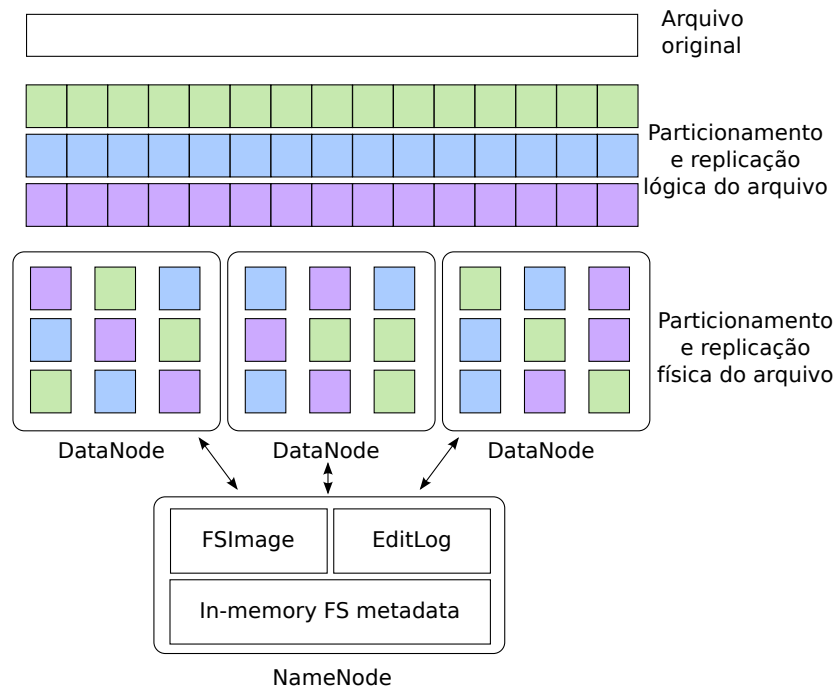 Arquivo
original
Particionamento
e replicação
lógica do arquivo
Particionamento
e replicação
física do arquivo
DataNode
DataNode
DataNode
FSImage
EditLog
In-memory FS metadata
NameNode